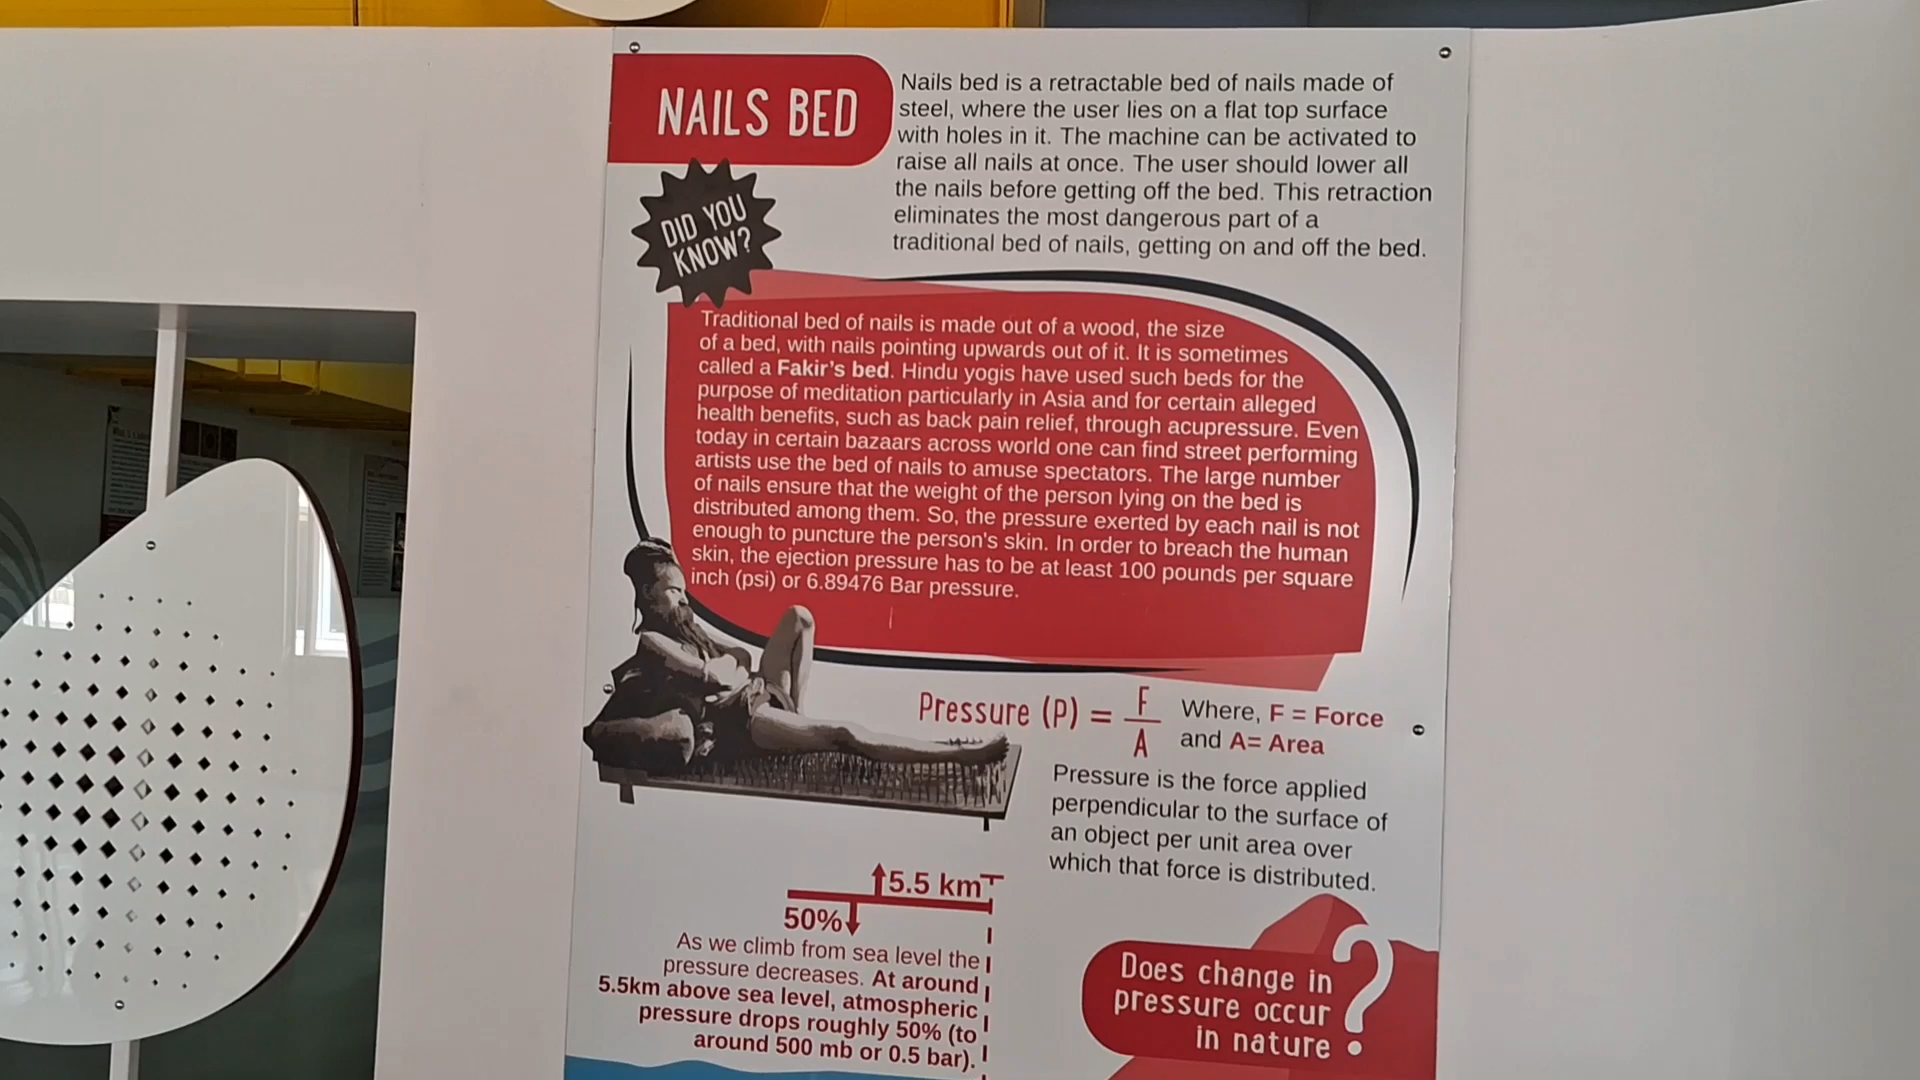 NAILS BED
Nails bed is a retractable bed of nails made of
steel, where the user lies on a flat top surface
with holes in it. The machine can be activated to
raise all nails at once. The user should lower all
the nails before getting off the bed. This retraction
eliminates the most dangerous part of a
traditional bed of nails, getting on and off the bed.
DID YOU
KNOW?
Traditional bed of nails is made out of a wood, the size
of a bed, with nails pointing upwards out of it. It is sometimes
called a Fakir's bed. Hindu yogis have used such beds for the
purpose of meditation particularly in Asia and for certain alleged
health benefits, such as back pain relief, through acupressure. Even
today in certain bazaars across world one can find street performing
artists use the bed of nails to amuse spectators. The large number
of nails ensure that the weight of the person lying on the bed is
distributed among them. So, the pressure exerted by each nail is not
enough to puncture the person's skin. In order to breach the human
skin, the ejection pressure has to be at least 100 pounds per square
inch (psi) or 6.89476 Bar pressure.
Pressure (P) = F
A
Where, F = Force
and A= Area
Pressure is the force applied
perpendicular to the surface of
an object per unit area over
which that force is distributed.
5.5 km
50%
As we climb from sea level the
pressure decreases. At around
5.5km above sea level, atmospheric
pressure drops roughly 50% (to
around 500 mb or 0.5 bar).
Does change in
pressure occur
in nature ?